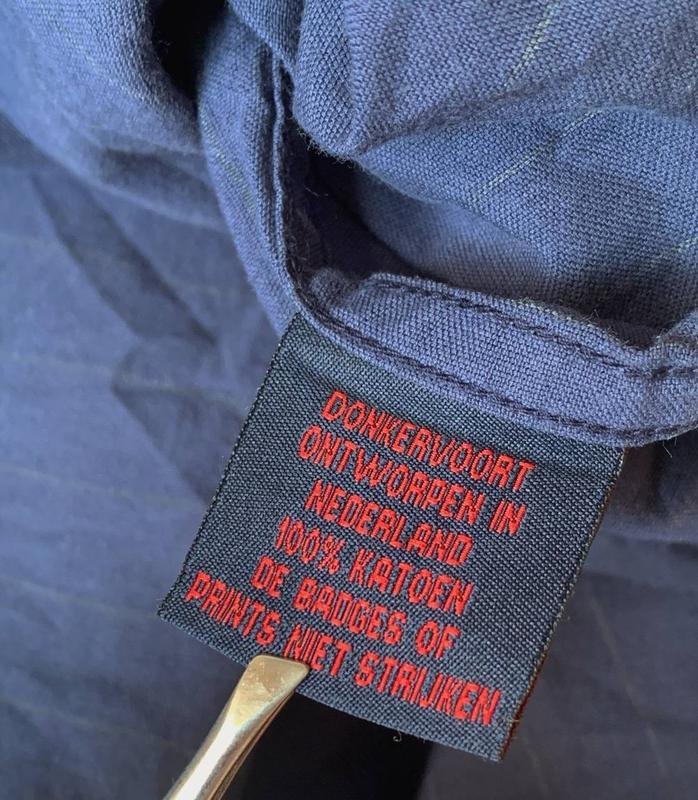 DONKERVOORT
ONTWORPEN IN
NEDERLAND
100% KATOEN
DE BADGES OF
PRINTS NIET STRIJKEN